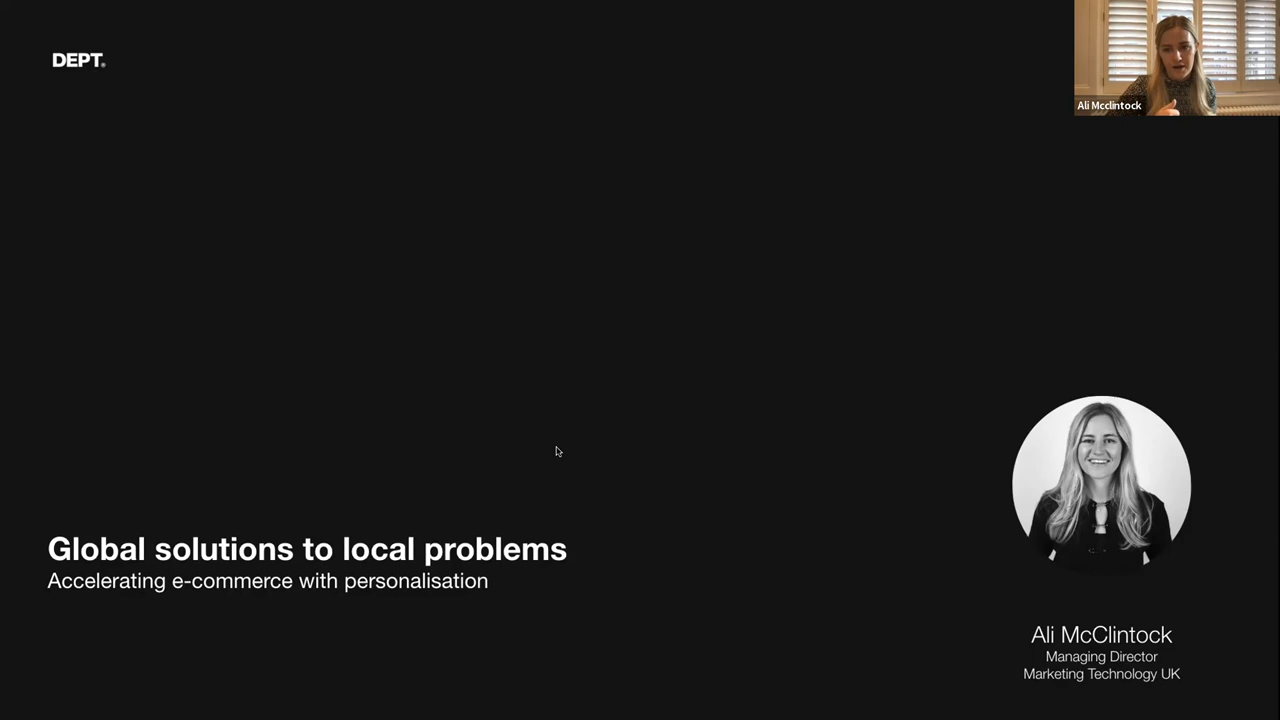 DEPT®
Ali Mcclintock
Global solutions to local problems
Accelerating e-commerce with personalisation
Ali McClintock
Managing Director
Marketing Technology UK